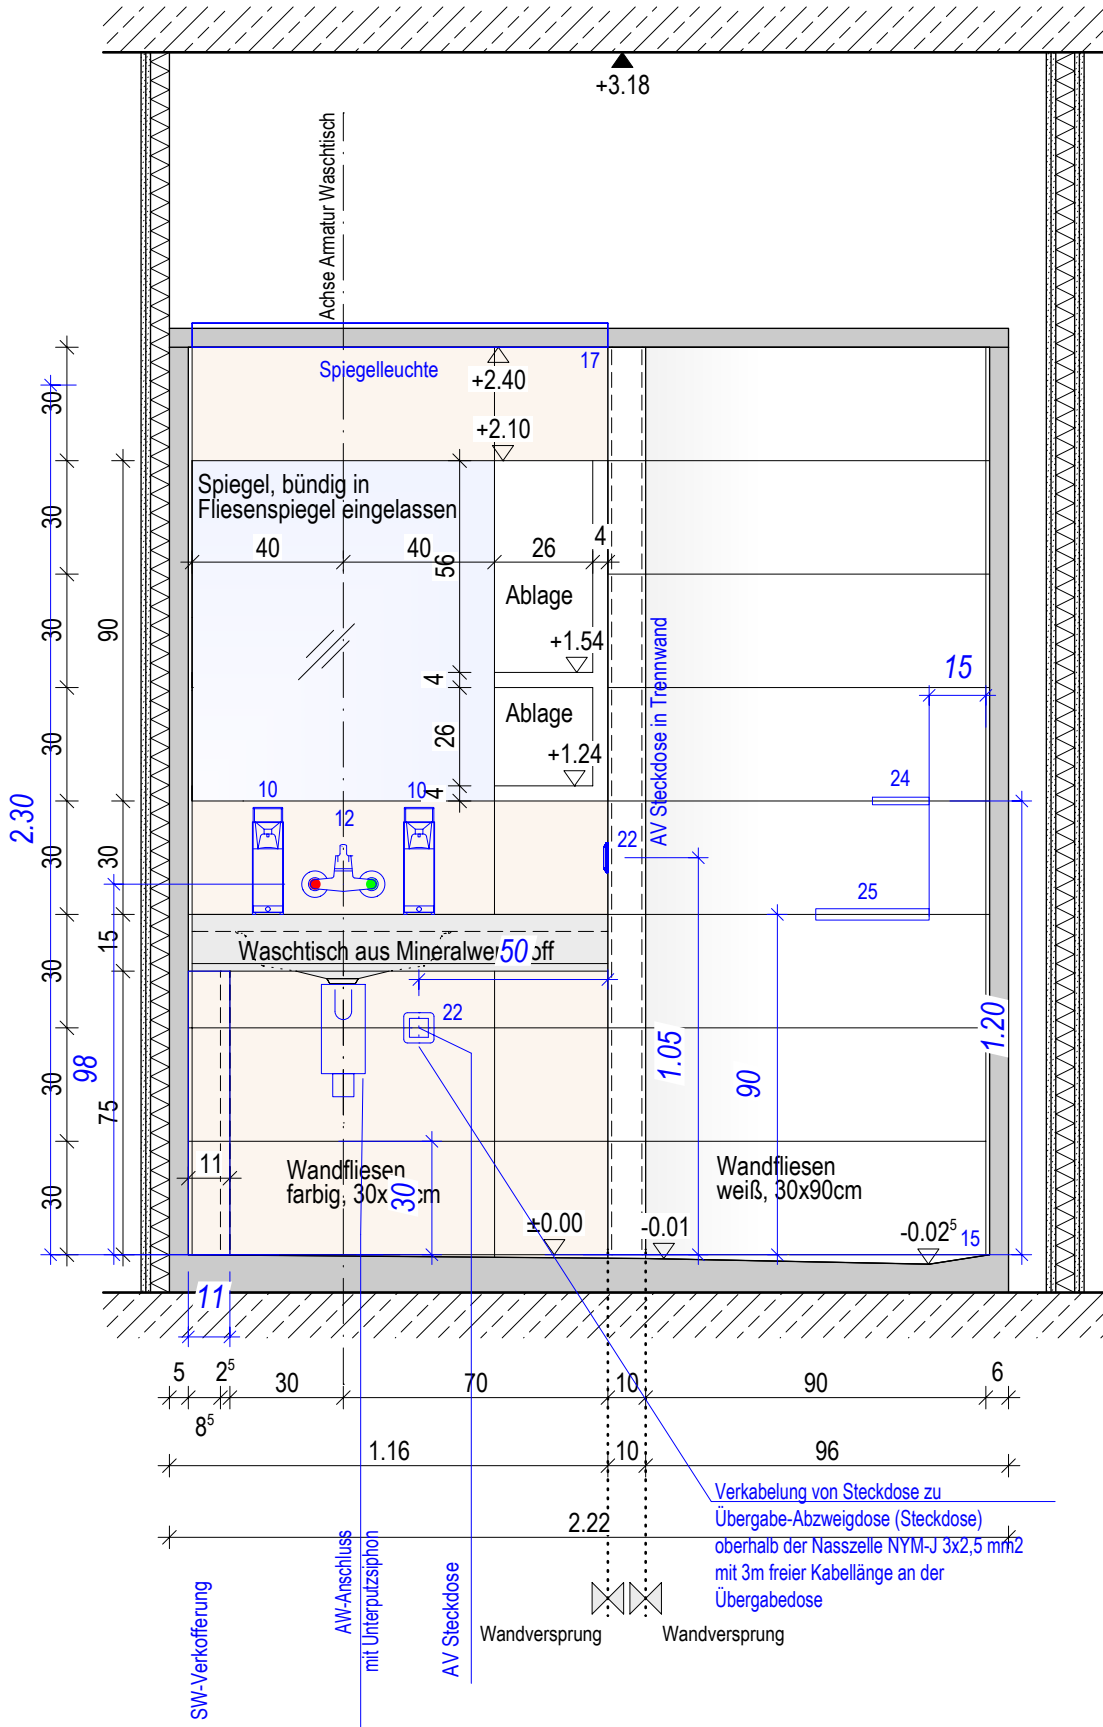 +3.18
Achse Armatur Waschtisch
Spiegelleuchte
17
+2.40
+2.10
Spiegel, bündig in
Fliesenspiegel eingelassen
40
40
26
4
56
Ablage
+1.54
4
Ablage
26
+1.24
4
30
30
30
30
30
30
30
30
90
30
15
75
2.30
98
10
12
10
22
AV Steckdose in Trennwand
15
24
25
Waschtisch aus Mineralwe
off
50
22
1.05
90
1.20
11
Wandfliesen
farbig, 30x
cm
30
Wandfliesen
weiß, 30x90cm
±0.00
-0.01
-0.02⁵
15
11
5
2⁵
30
70
10
90
6
8⁵
1.16
10
96
2.22
Verkabelung von Steckdose zu
Übergabe-Abzweigdose (Steckdose)
oberhalb der Nasszelle NYM-J 3x2,5 mm2
mit 3m freier Kabellänge an der
Übergabedose
SW-Verkofferung
AW-Anschluss
mit Unterputzsiphon
AV Steckdose
Wandversprung
Wandversprung